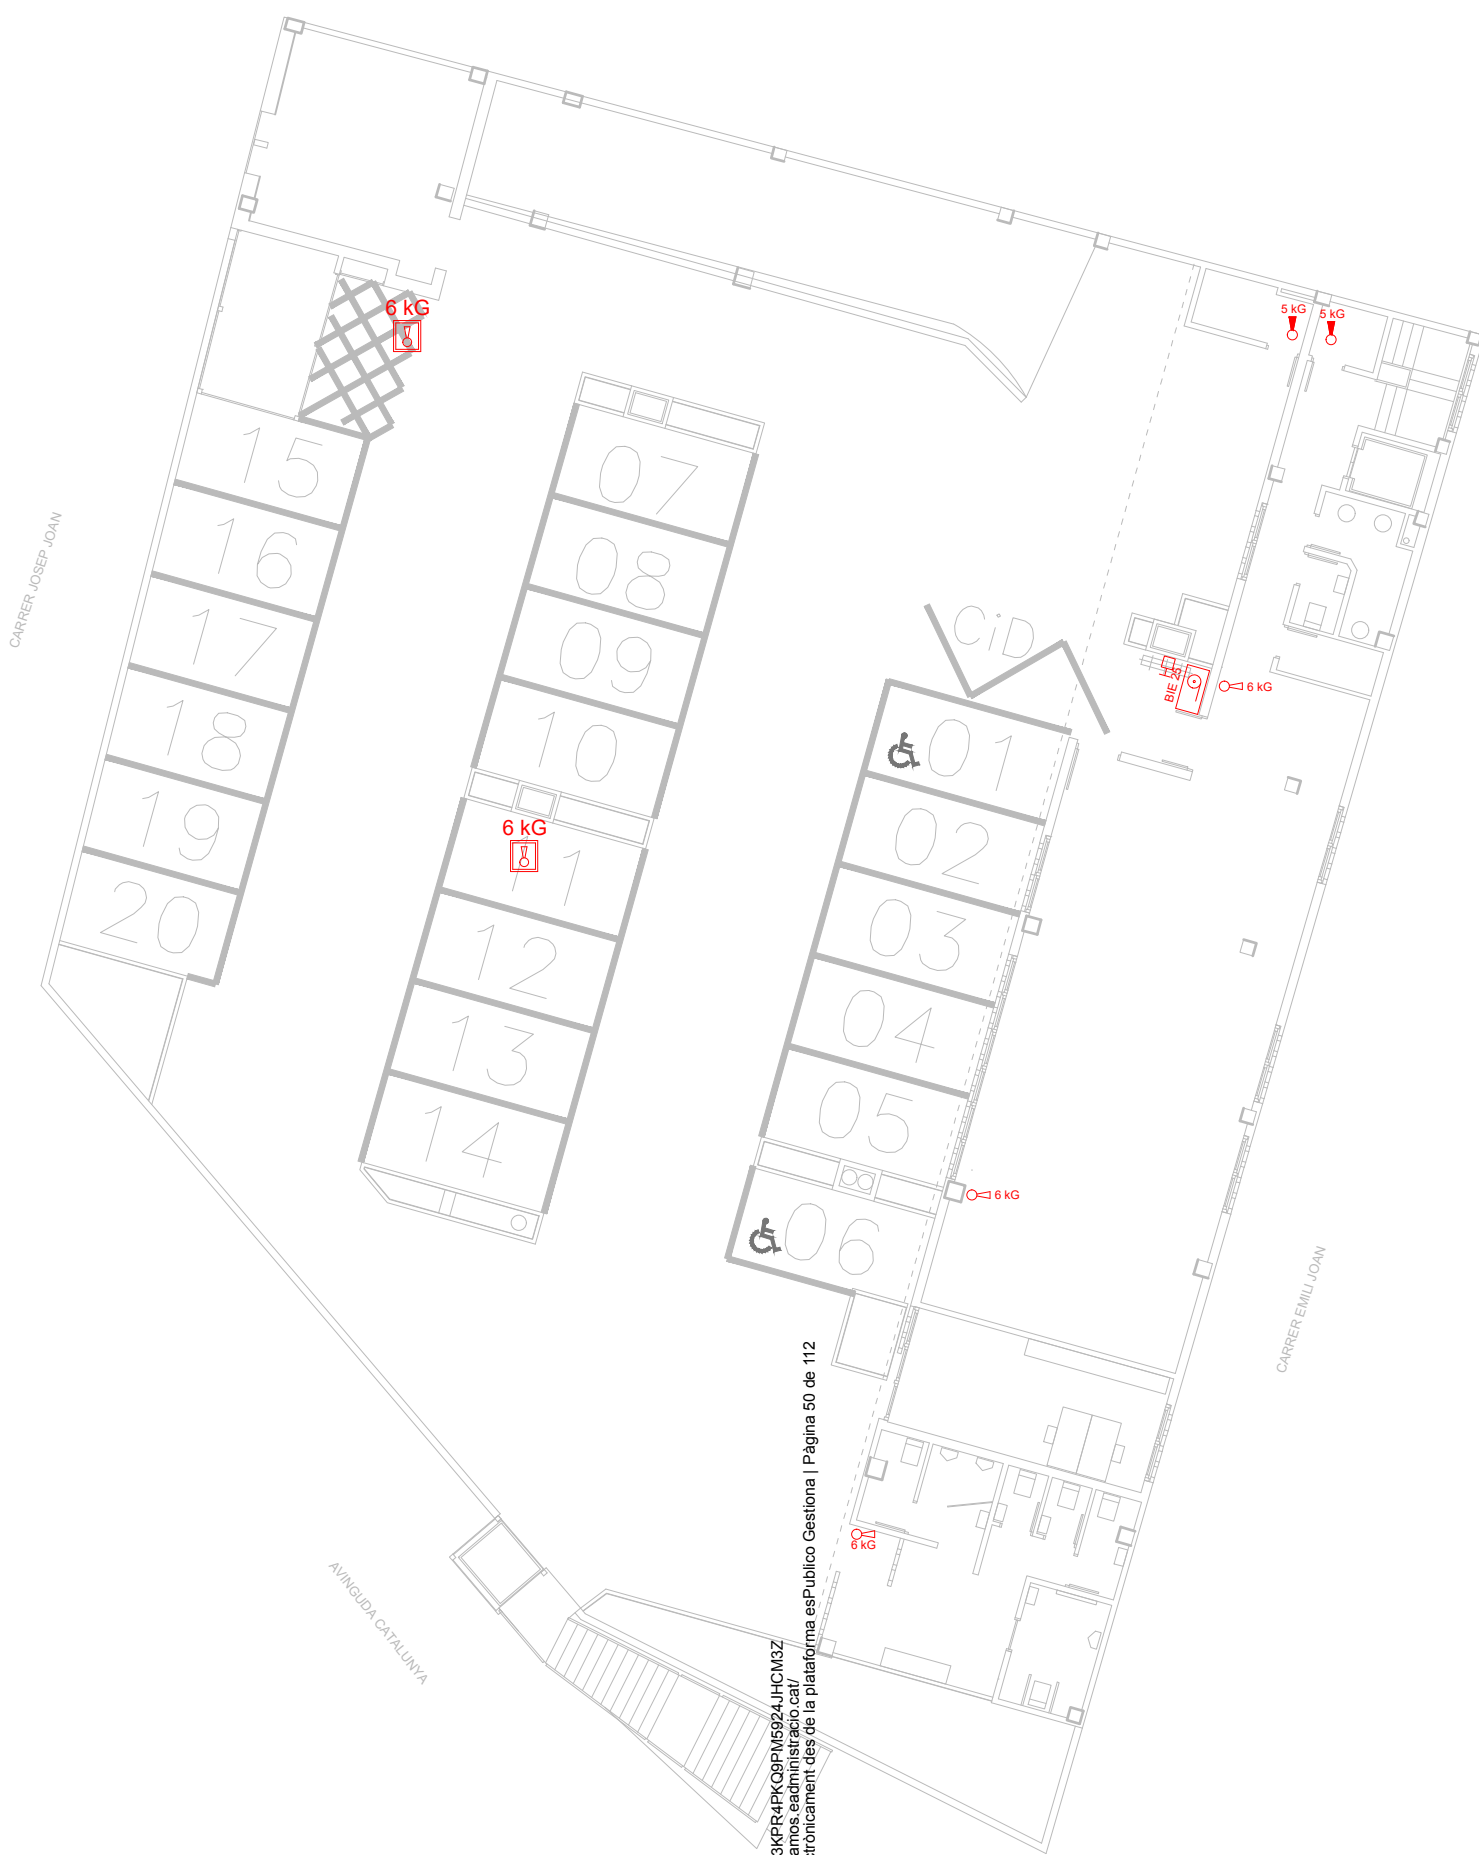 6 kG
5 kG
5 kG
15
07
16
08
CARRER JOSEP JOAN
CiD
17
09
BIE 25
6 kG
18
10
01
19
6 kG
11
02
20
12
03
13
04
14
05
6 kG
06
CARRER EMILI JOAN
6 kG
AVINGUDA CATALUNYA
3KPR4PKQ9PM5924JHCM3Z
amos.eadministracio.cat/
ctrònicament des de la plataforma esPublico Gestiona | Pàgina 50 de 112